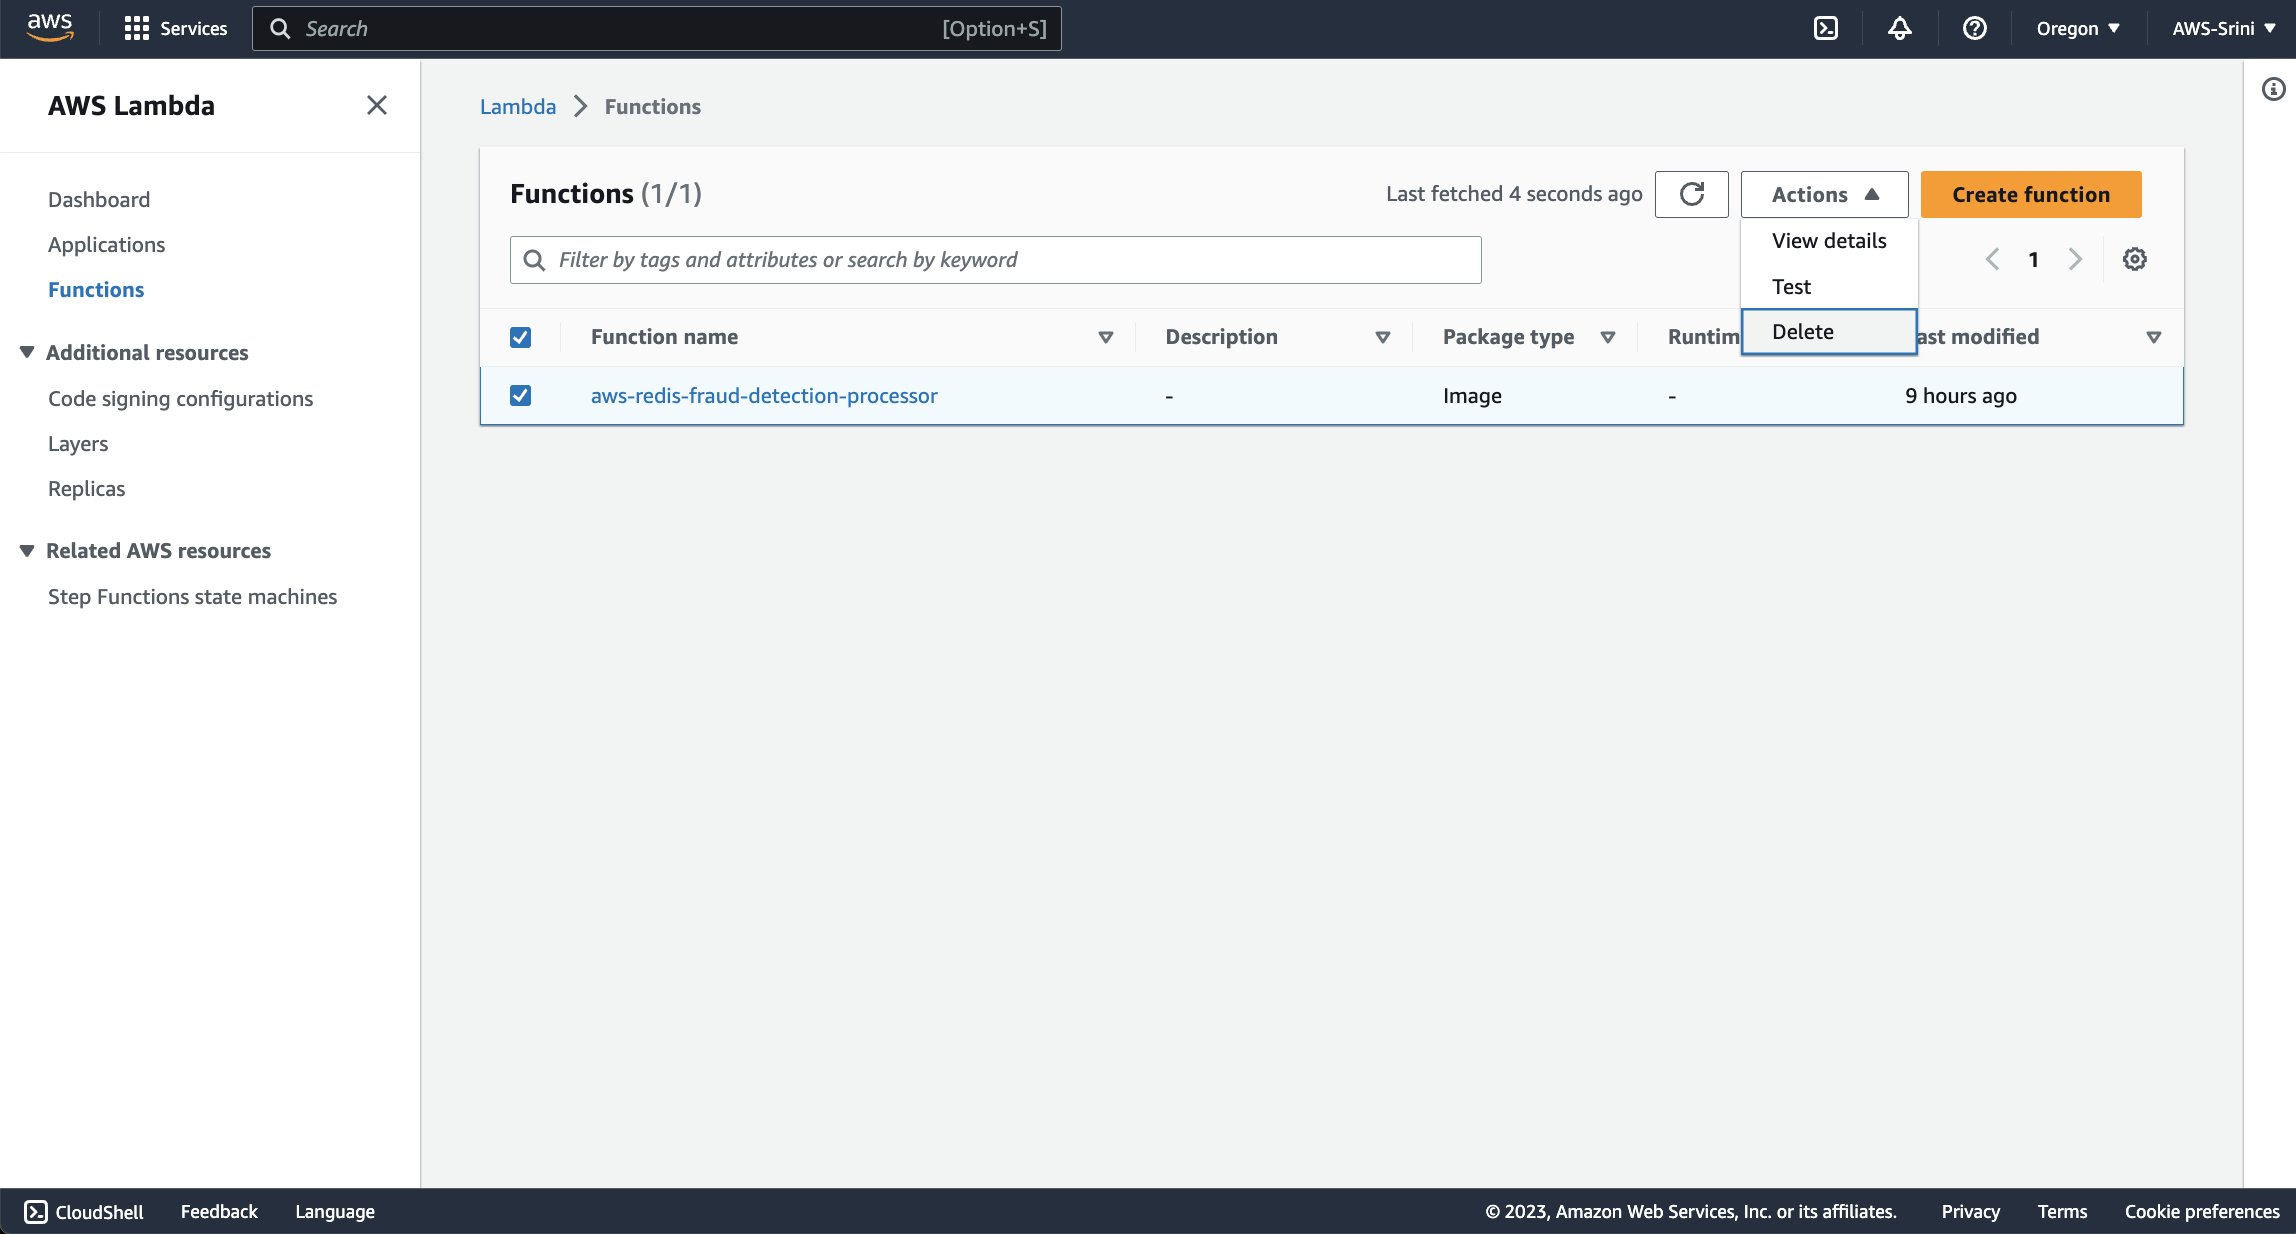 aws
Services
Search
[Option+S]
Oregon
AWS-Srini
AWS Lambda
Dashboard
Applications
Functions
Additional resources
Code signing configurations
Layers
Replicas
Related AWS resources
Step Functions state machines
Lambda
Functions
Functions (1/1)
Last fetched 4 seconds ago
Actions
Create function
View details
Test
Delete
Filter by tags and attributes or search by keyword
1
Function name
Description
Package type
Runtim
ast modified
aws-redis-fraud-detection-processor
-
Image
-
9 hours ago
CloudShell
Feedback
Language
© 2023, Amazon Web Services, Inc. or its affiliates.
Privacy
Terms
Cookie preferences